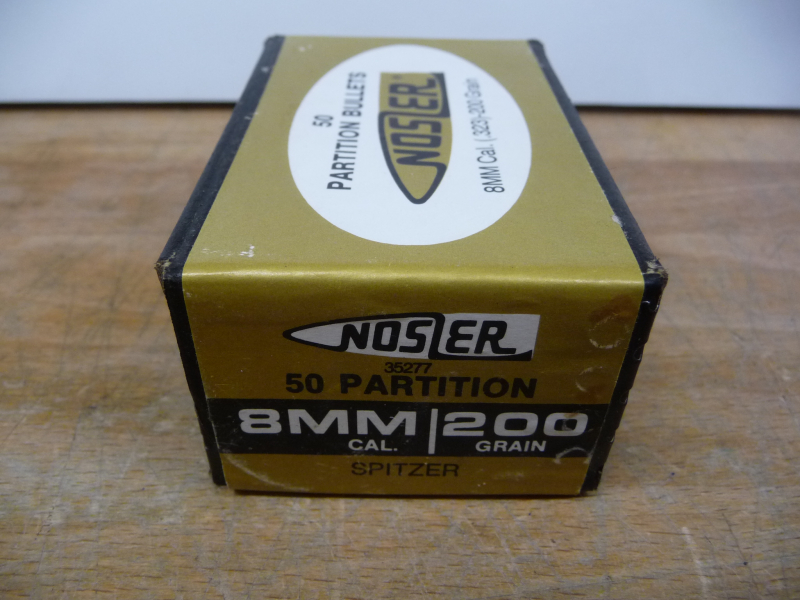 50
PARTITION BULLETS
NOSLER®
8MM Cal. (.323)-200 Grain
NOSLER
35277
50 PARTITION
8MM | 200
CAL. GRAIN
SPITZER